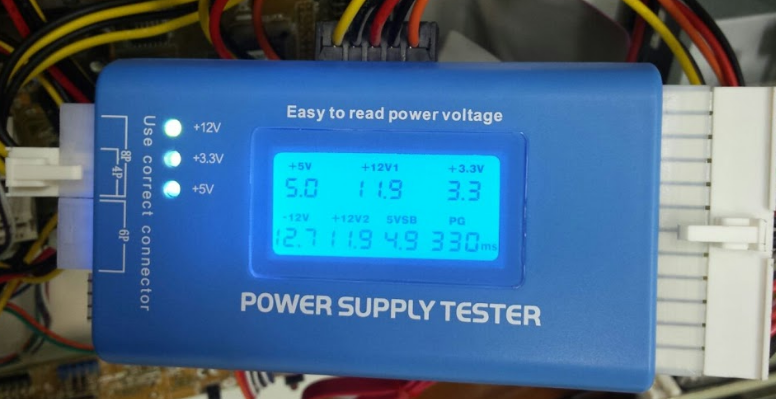 Easy to read power voltage
Use correct connector
8P
4P
6P
+12V
+3.3V
+5V
+5V +12V1 +3.3V
5.0 11.9 3.3
-12V +12V2 5VSB PG
12.7 11.9 4.9 330ms
POWER SUPPLY TESTER